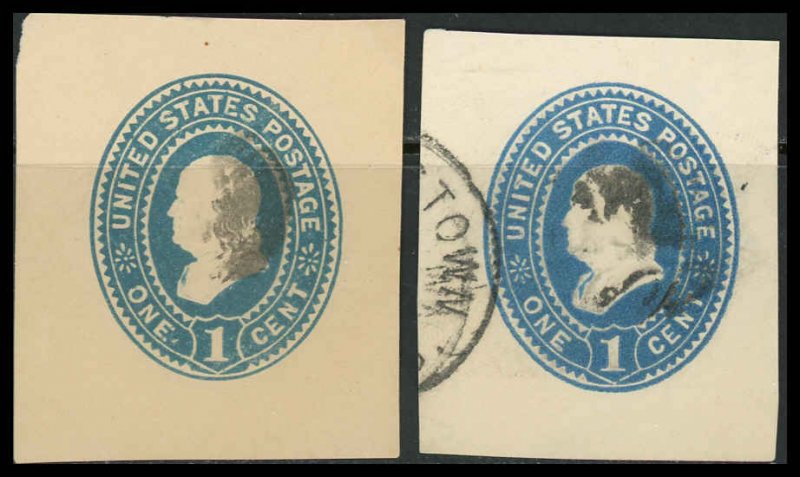 UNITED STATES POSTAGE
ONE 1 CENT
TOWN
UNITED STATES POSTAGE
ONE 1 CENT